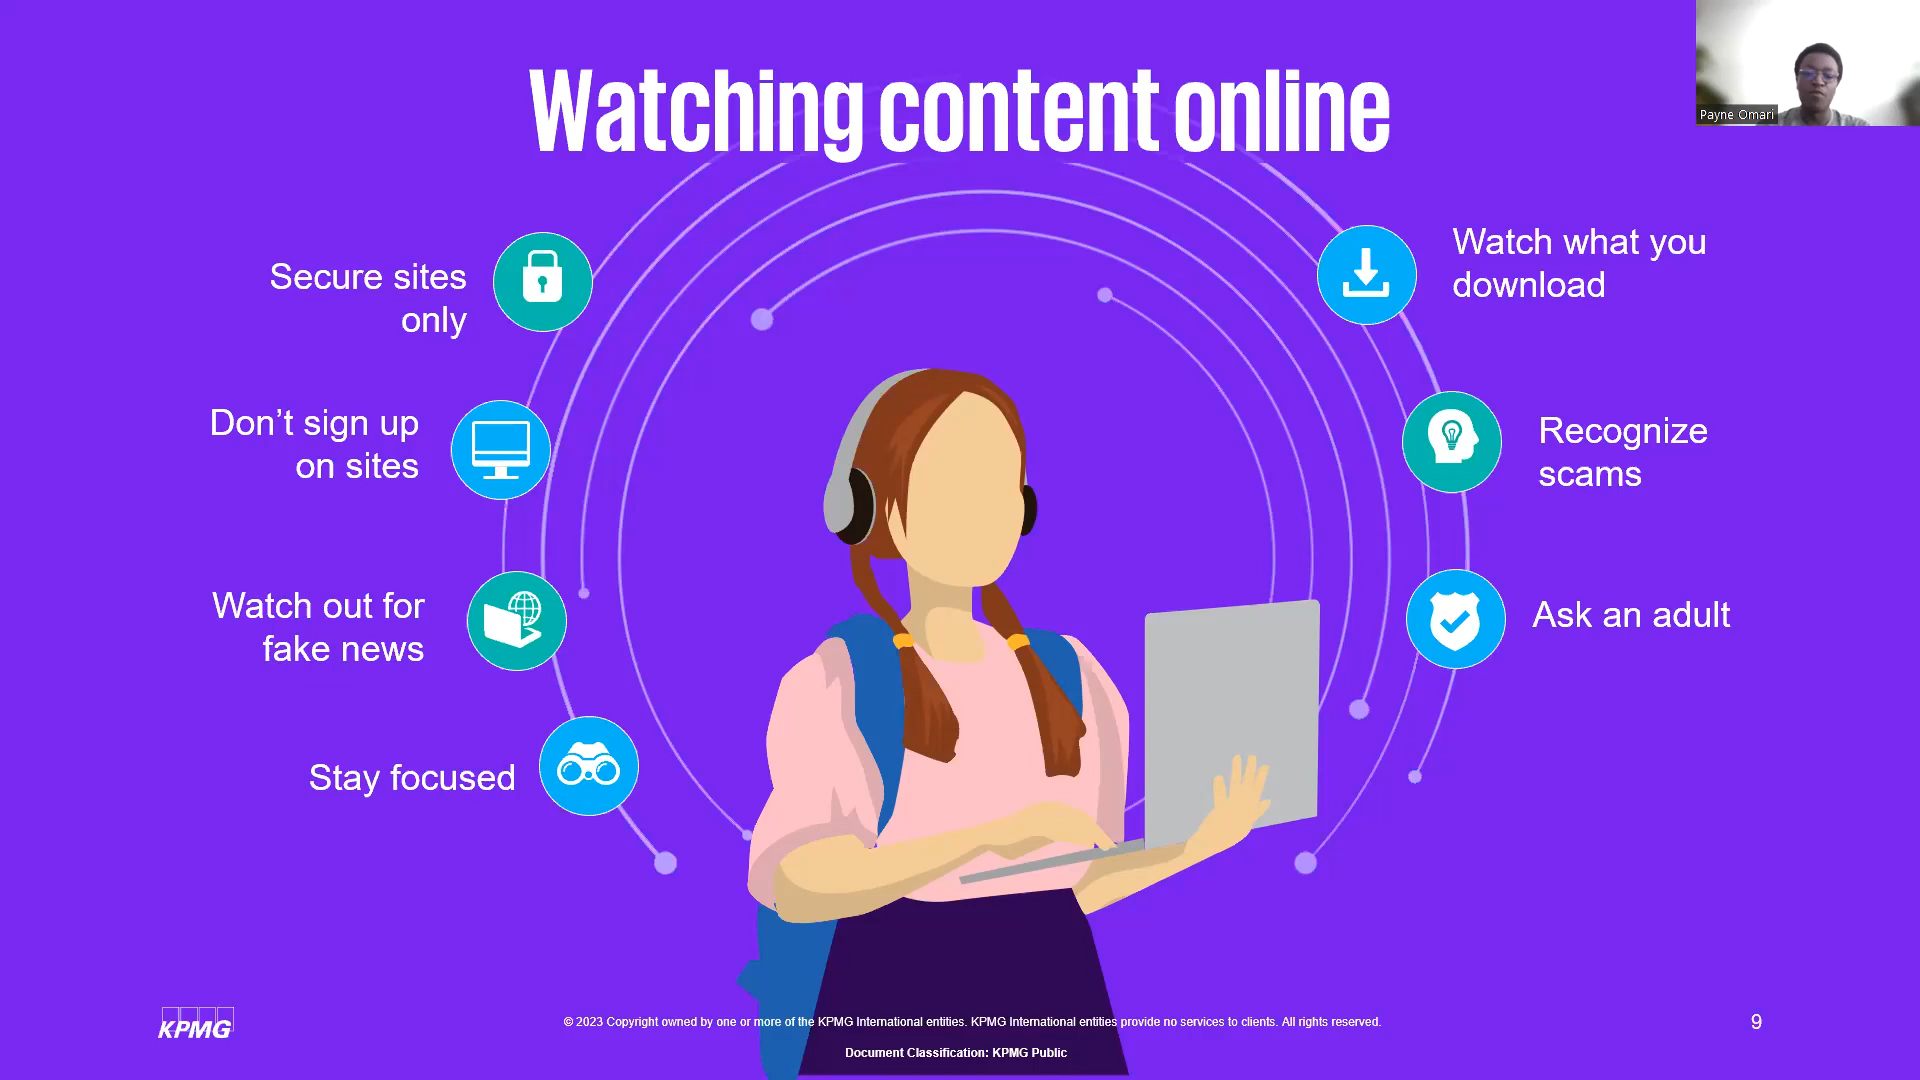 Watching content online
Payne Omari
Secure sites
only
Don’t sign up
on sites
Watch out for
fake news
Stay focused
Watch what you
download
Recognize
scams
Ask an adult
KPMG
© 2023 Copyright owned by one or more of the KPMG International entities. KPMG International entities provide no services to clients. All rights reserved.
9
Document Classification: KPMG Public